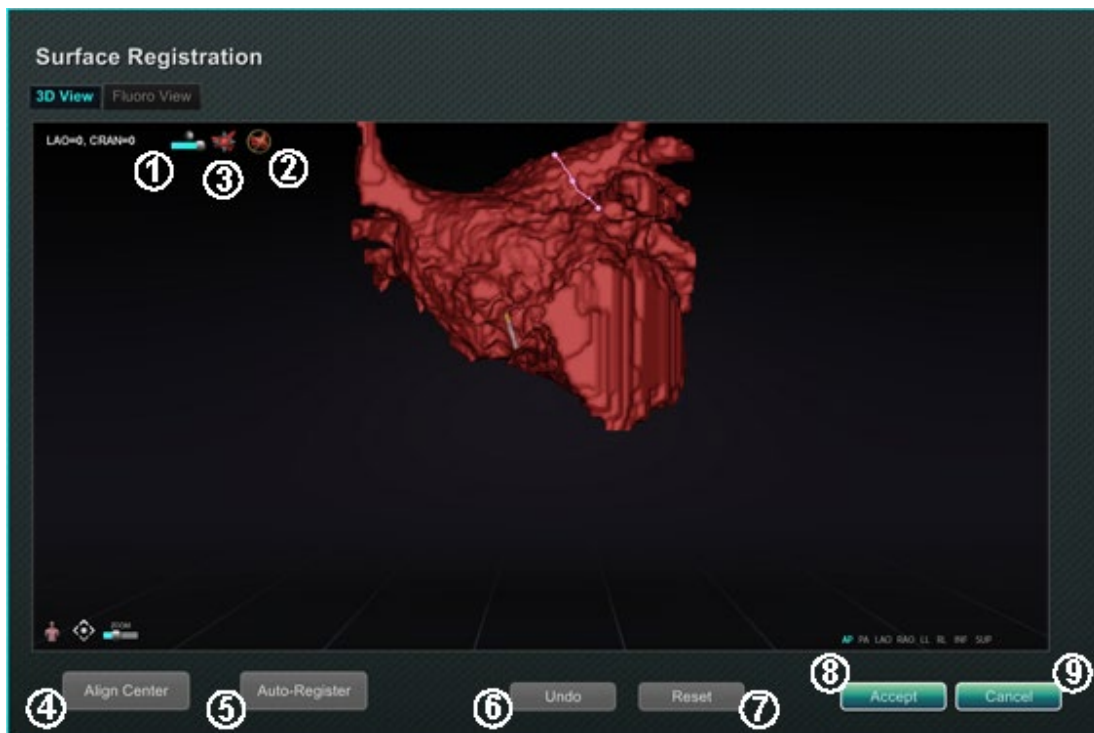 Surface Registration
3D View Fluoro View
LAO=0, CRAN=0
① ③ ②
ZOOM
AP PA LAO RAO LL RL INF SUP
④ Align Center ⑤ Auto-Register ⑥ Undo Reset ⑦ ⑧ Accept Cancel ⑨